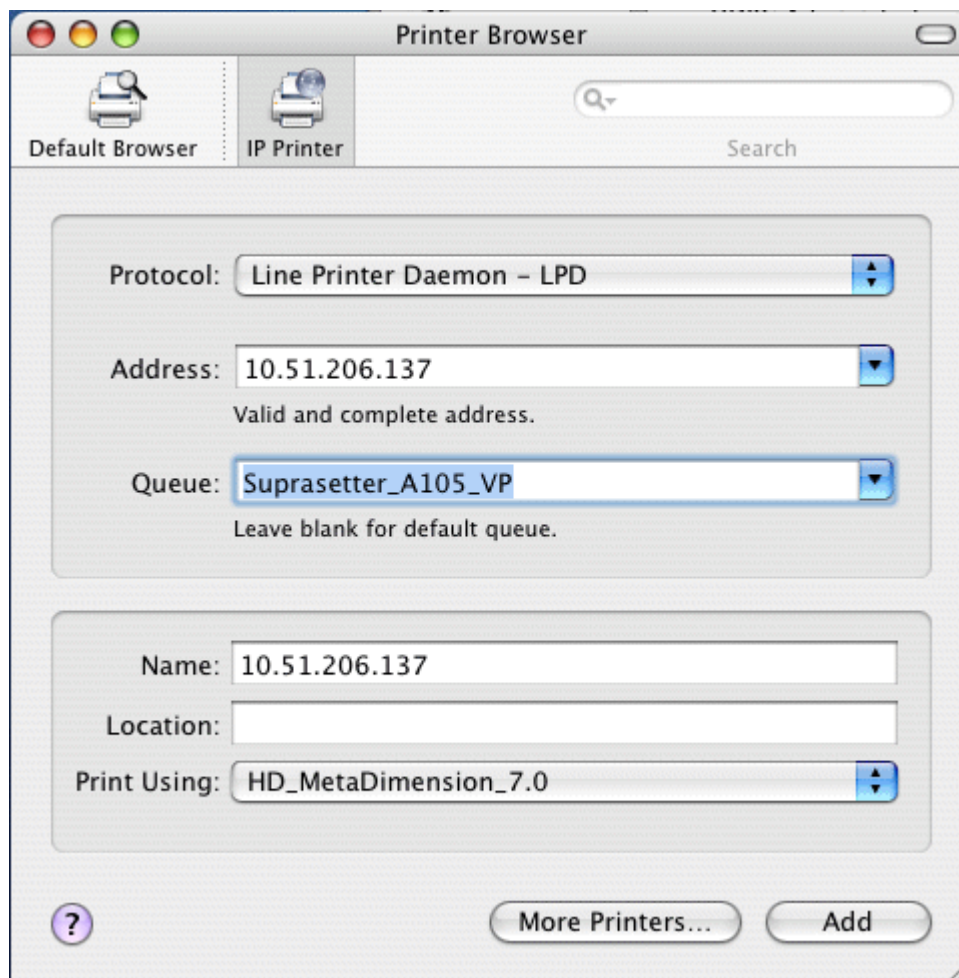 Printer Browser
Default Browser
IP Printer
Search
Protocol: Line Printer Daemon – LPD
Address: 10.51.206.137
Valid and complete address.
Queue: Suprasetter_A105_VP
Leave blank for default queue.
Name: 10.51.206.137
Location:
Print Using: HD_MetaDimension_7.0
?
More Printers...
Add